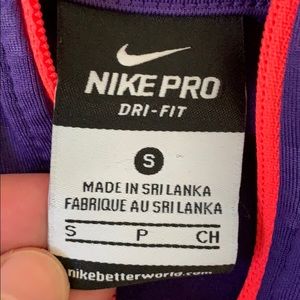 NIKE PRO
DRI-FIT
S
MADE IN SRI LANKA
FABRIQUE AU SRI LANKA
S P CH
nikebetterworld.com